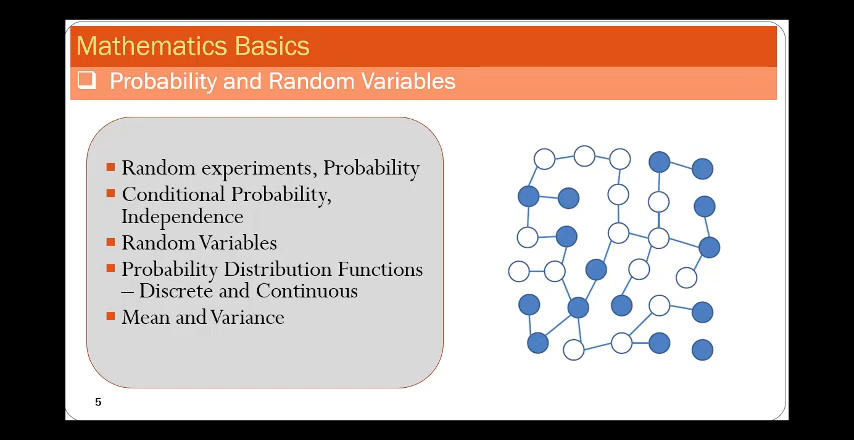 Mathematics Basics
Probability and Random Variables
Random experiments, Probability
Conditional Probability,
Independence
Random Variables
Probability Distribution Functions
– Discrete and Continuous
Mean and Variance
5